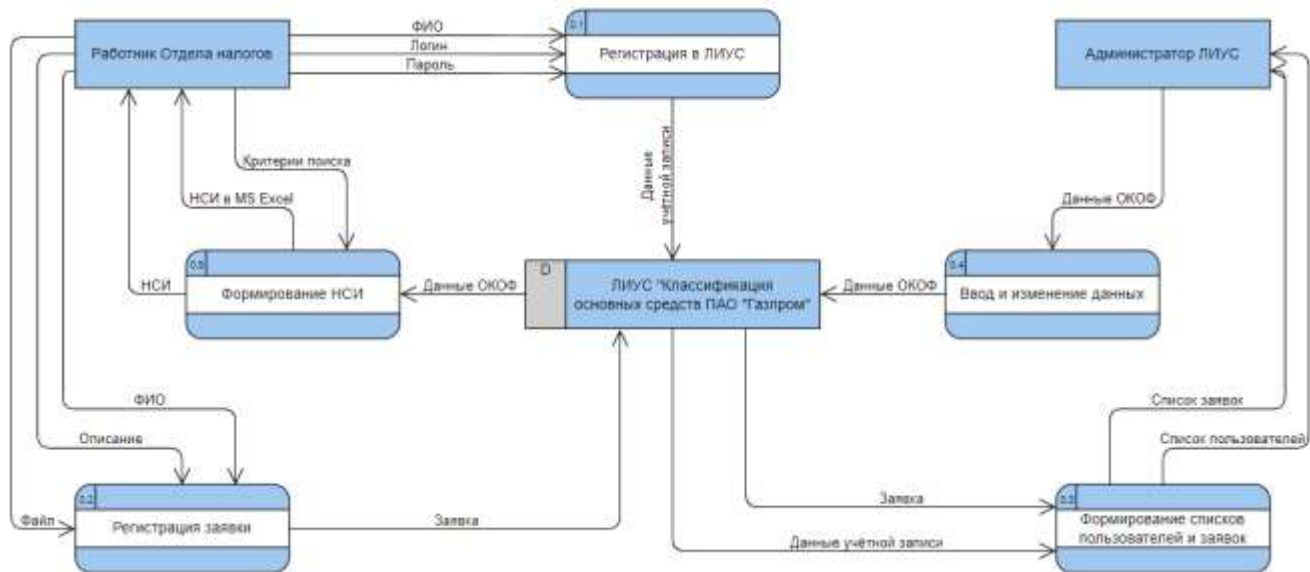 ФИО
Логин
Пароль
Работник Отдела налогов
0.1
Регистрация в ЛИУС
Администратор ЛИУС
Критерии поиска
НСИ в MS Excel
Данные
учётной записи
Данные ОКОФ
0.5
Формирование НСИ
НСИ
Данные ОКОФ
D
ЛИУС "Классификация
основных средств ПАО "Газпром"
Данные ОКОФ
0.4
Ввод и изменение данных
ФИО
Описание
Файл
0.2
Регистрация заявки
Заявка
Заявка
Данные учётной записи
Список заявок
Список пользователей
0.3
Формирование списков
пользователей и заявок